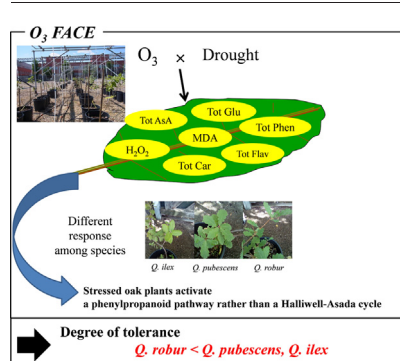 O₃ FACE
O₃ × Drought
Tot AsA
Tot Glu
Tot Phen
MDA
H₂O₂
Tot Flav
Tot Car
Different
response
among species
Q. ilex
Q. pubescens
Q. robur
Stressed oak plants activate
a phenylpropanoid pathway rather than a Halliwell-Asada cycle
Degree of tolerance
Q. robur < Q. pubescens, Q. ilex